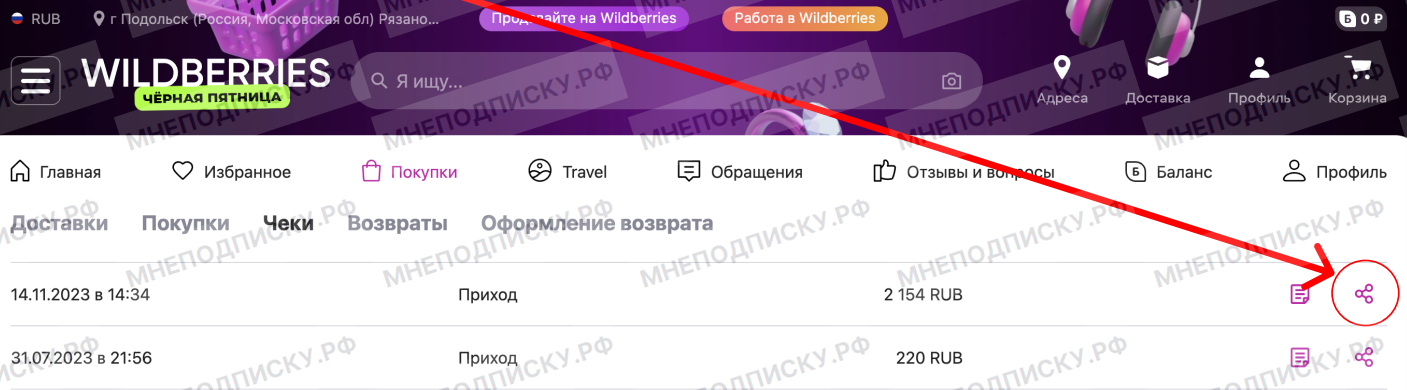 RUB г Подольск (Россия, Московская обл) Рязано... Продавайте на Wildberries Работа в Wildberries Б 0 ₽
WILDBERRIES
ЧЁРНАЯ ПЯТНИЦА
Я ищу...
Адреса Доставка Профиль Корзина
Главная Избранное Покупки Travel Обращения Отзывы и вопросы Б Баланс Профиль
Доставки Покупки Чеки Возвраты Оформление возврата
14.11.2023 в 14:34 Приход 2 154 RUB
31.07.2023 в 21:56 Приход 220 RUB
МНЕПОДПИСКУ.РФ